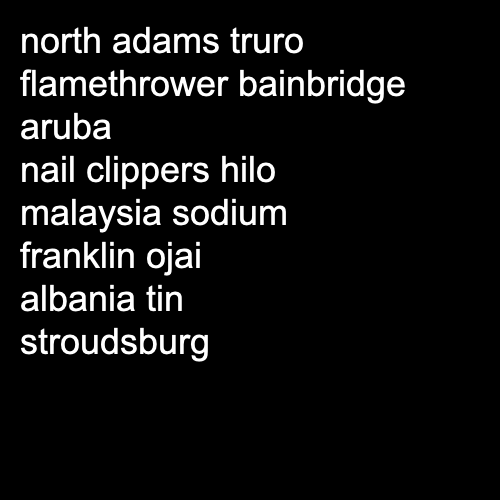 north adams truro
flamethrower bainbridge
aruba
nail clippers hilo
malaysia sodium
franklin ojai
albania tin
stroudsburg